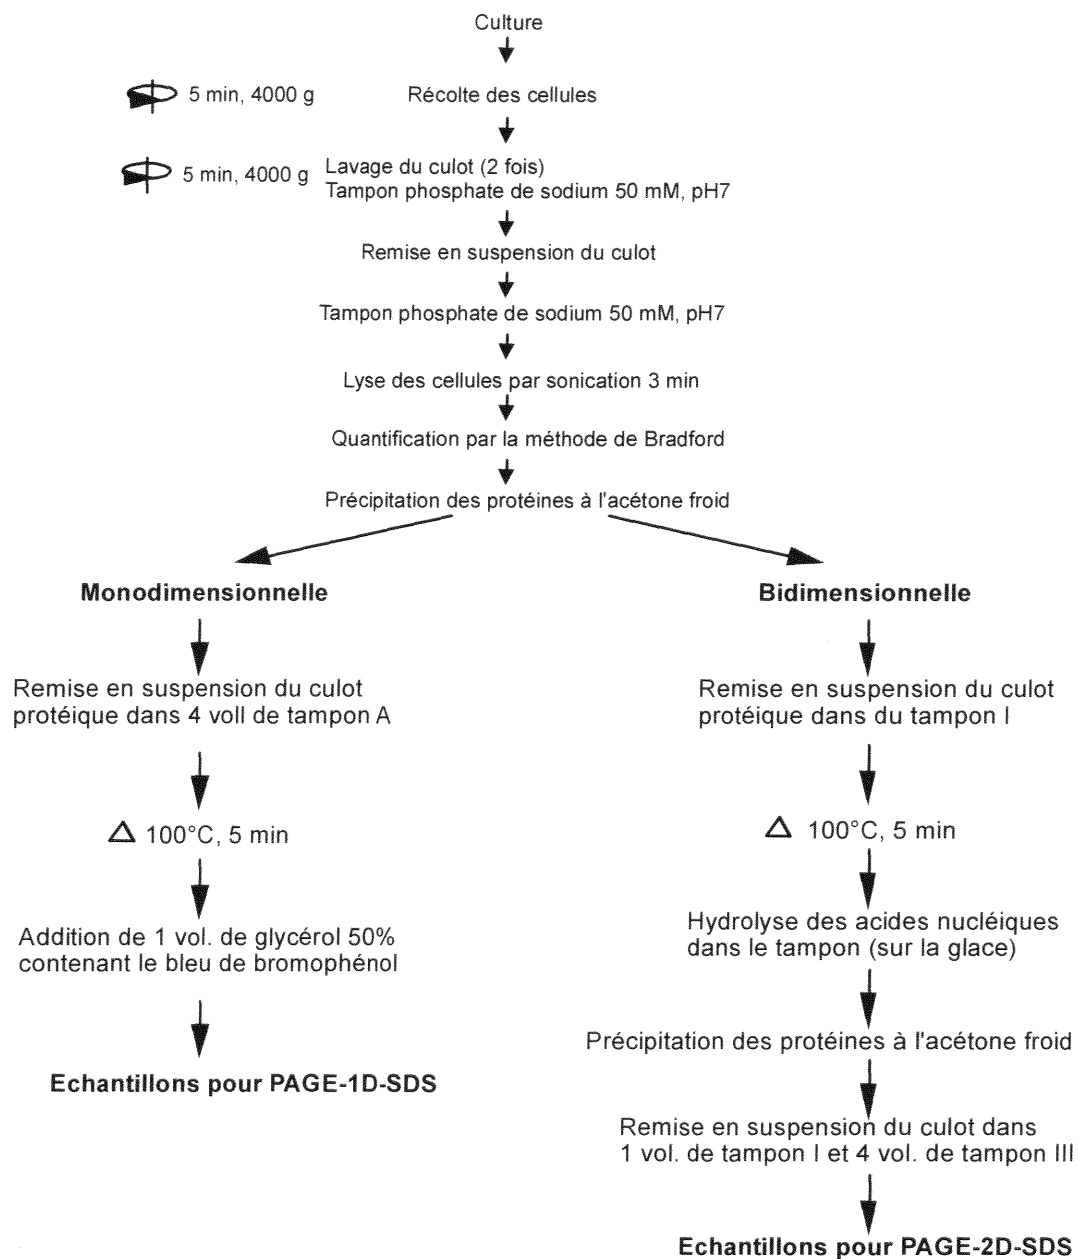 Culture
5 min, 4000 g
Récolte des cellules
5 min, 4000 g
Lavage du culot (2 fois)
Tampon phosphate de sodium 50 mM, pH7
Remise en suspension du culot
Tampon phosphate de sodium 50 mM, pH7
Lyse des cellules par sonication 3 min
Quantification par la méthode de Bradford
Précipitation des protéines à l'acétone froid
Monodimensionnelle
Remise en suspension du culot
protéique dans 4 voll de tampon A
Δ 100°C, 5 min
Addition de 1 vol. de glycérol 50%
contenant le bleu de bromophénol
Echantillons pour PAGE-1D-SDS
Bidimensionnelle
Remise en suspension du culot
protéique dans du tampon I
Δ 100°C, 5 min
Hydrolyse des acides nucléiques
dans le tampon (sur la glace)
Précipitation des protéines à l'acétone froid
Remise en suspension du culot dans
1 vol. de tampon I et 4 vol. de tampon III
Echantillons pour PAGE-2D-SDS